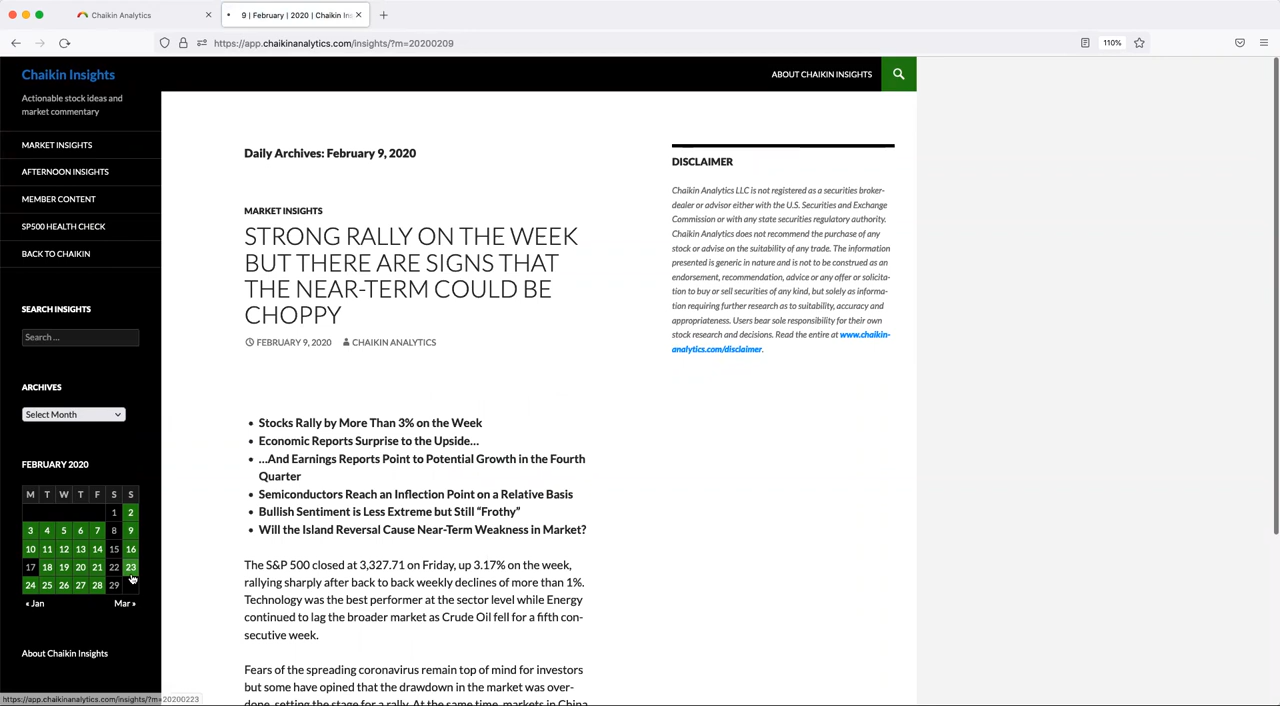 Chaikin Analytics
9 | February | 2020 | Chaikin Ins
https://app.chaikinanalytics.com/insights/?m=20200209
110%
Chaikin Insights
Actionable stock ideas and
market commentary
MARKET INSIGHTS
AFTERNOON INSIGHTS
MEMBER CONTENT
SP500 HEALTH CHECK
BACK TO CHAIKIN
SEARCH INSIGHTS
Search ...
ARCHIVES
Select Month
FEBRUARY 2020
M T W T F S S
1 2
3 4 5 6 7 8 9
10 11 12 13 14 15 16
17 18 19 20 21 22 23
24 25 26 27 28 29
« Jan Mar »
About Chaikin Insights
https://app.chaikinanalytics.com/insights/?m=20200223
ABOUT CHAIKIN INSIGHTS
Daily Archives: February 9, 2020
MARKET INSIGHTS
STRONG RALLY ON THE WEEK
BUT THERE ARE SIGNS THAT
THE NEAR-TERM COULD BE
CHOPPY
FEBRUARY 9, 2020 CHAIKIN ANALYTICS
• Stocks Rally by More Than 3% on the Week
• Economic Reports Surprise to the Upside…
• …And Earnings Reports Point to Potential Growth in the Fourth
Quarter
• Semiconductors Reach an Inflection Point on a Relative Basis
• Bullish Sentiment is Less Extreme but Still “Frothy”
• Will the Island Reversal Cause Near-Term Weakness in Market?
The S&P 500 closed at 3,327.71 on Friday, up 3.17% on the week,
rallying sharply after back to back weekly declines of more than 1%.
Technology was the best performer at the sector level while Energy
continued to lag the broader market as Crude Oil fell for a fifth con-
secutive week.
Fears of the spreading coronavirus remain top of mind for investors
but some have opined that the drawdown in the market was over-
done, setting the stage for a rally. At the same time, markets in China
DISCLAIMER
Chaikin Analytics LLC is not registered as a securities broker-
dealer or advisor either with the U.S. Securities and Exchange
Commission or with any state securities regulatory authority.
Chaikin Analytics does not recommend the purchase of any
stock or advise on the suitability of any trade. The information
presented is generic in nature and is not to be construed as an
endorsement, recommendation, advice or any offer or solicita-
tion to buy or sell securities of any kind, but solely as informa-
tion requiring further research as to suitability, accuracy and
appropriateness. Users bear sole responsibility for their own
stock research and decisions. Read the entire at www.chaikin-
analytics.com/disclaimer.